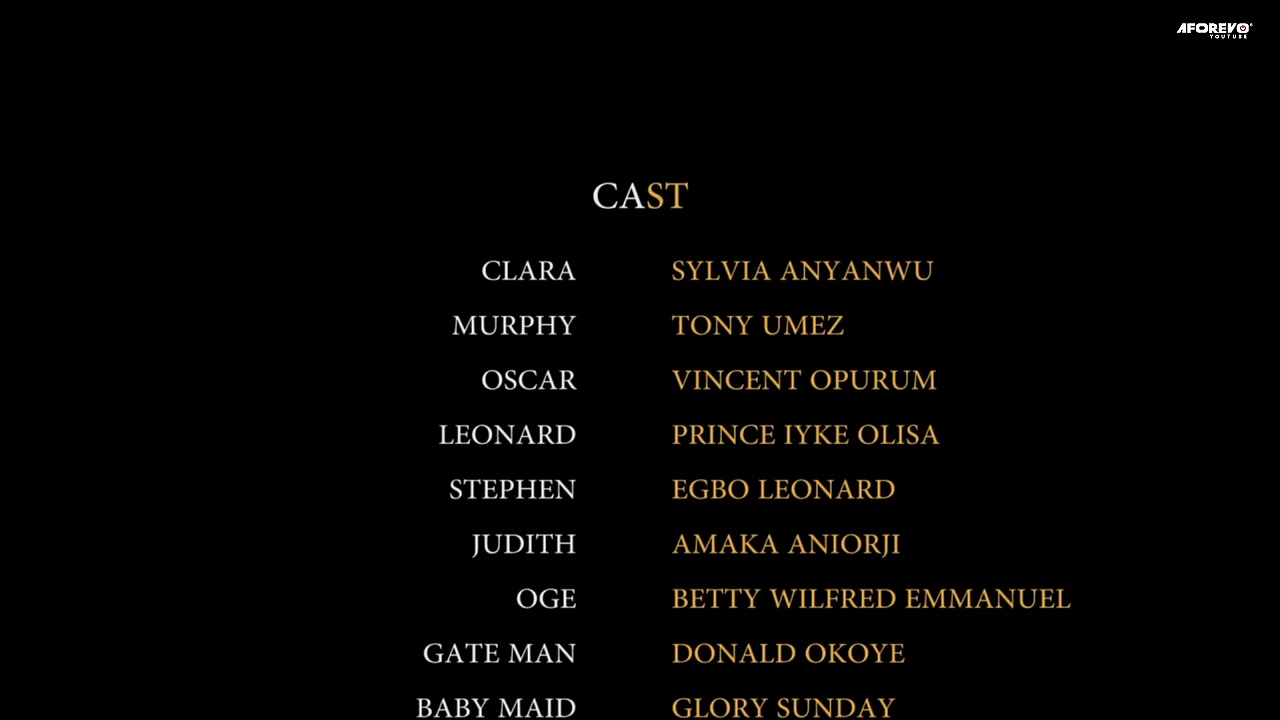 AFOREVO
YOUTUBE
CAST
CLARA SYLVIA ANYANWU
MURPHY TONY UMEZ
OSCAR VINCENT OPURUM
LEONARD PRINCE IYKE OLISA
STEPHEN EGBO LEONARD
JUDITH AMAKA ANIORJI
OGE BETTY WILFRED EMMANUEL
GATE MAN DONALD OKOYE
BABY MAID GLORY SUNDAY